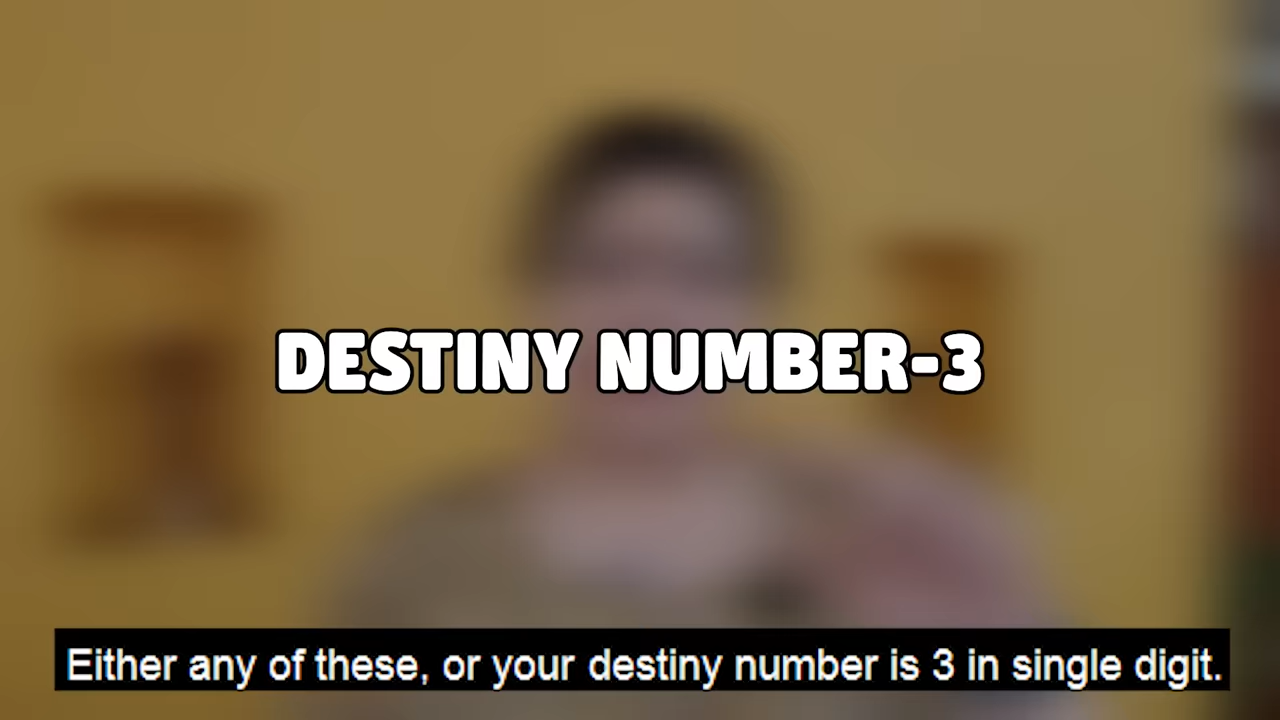 DESTINY NUMBER-3
Either any of these, or your destiny number is 3 in single digit.